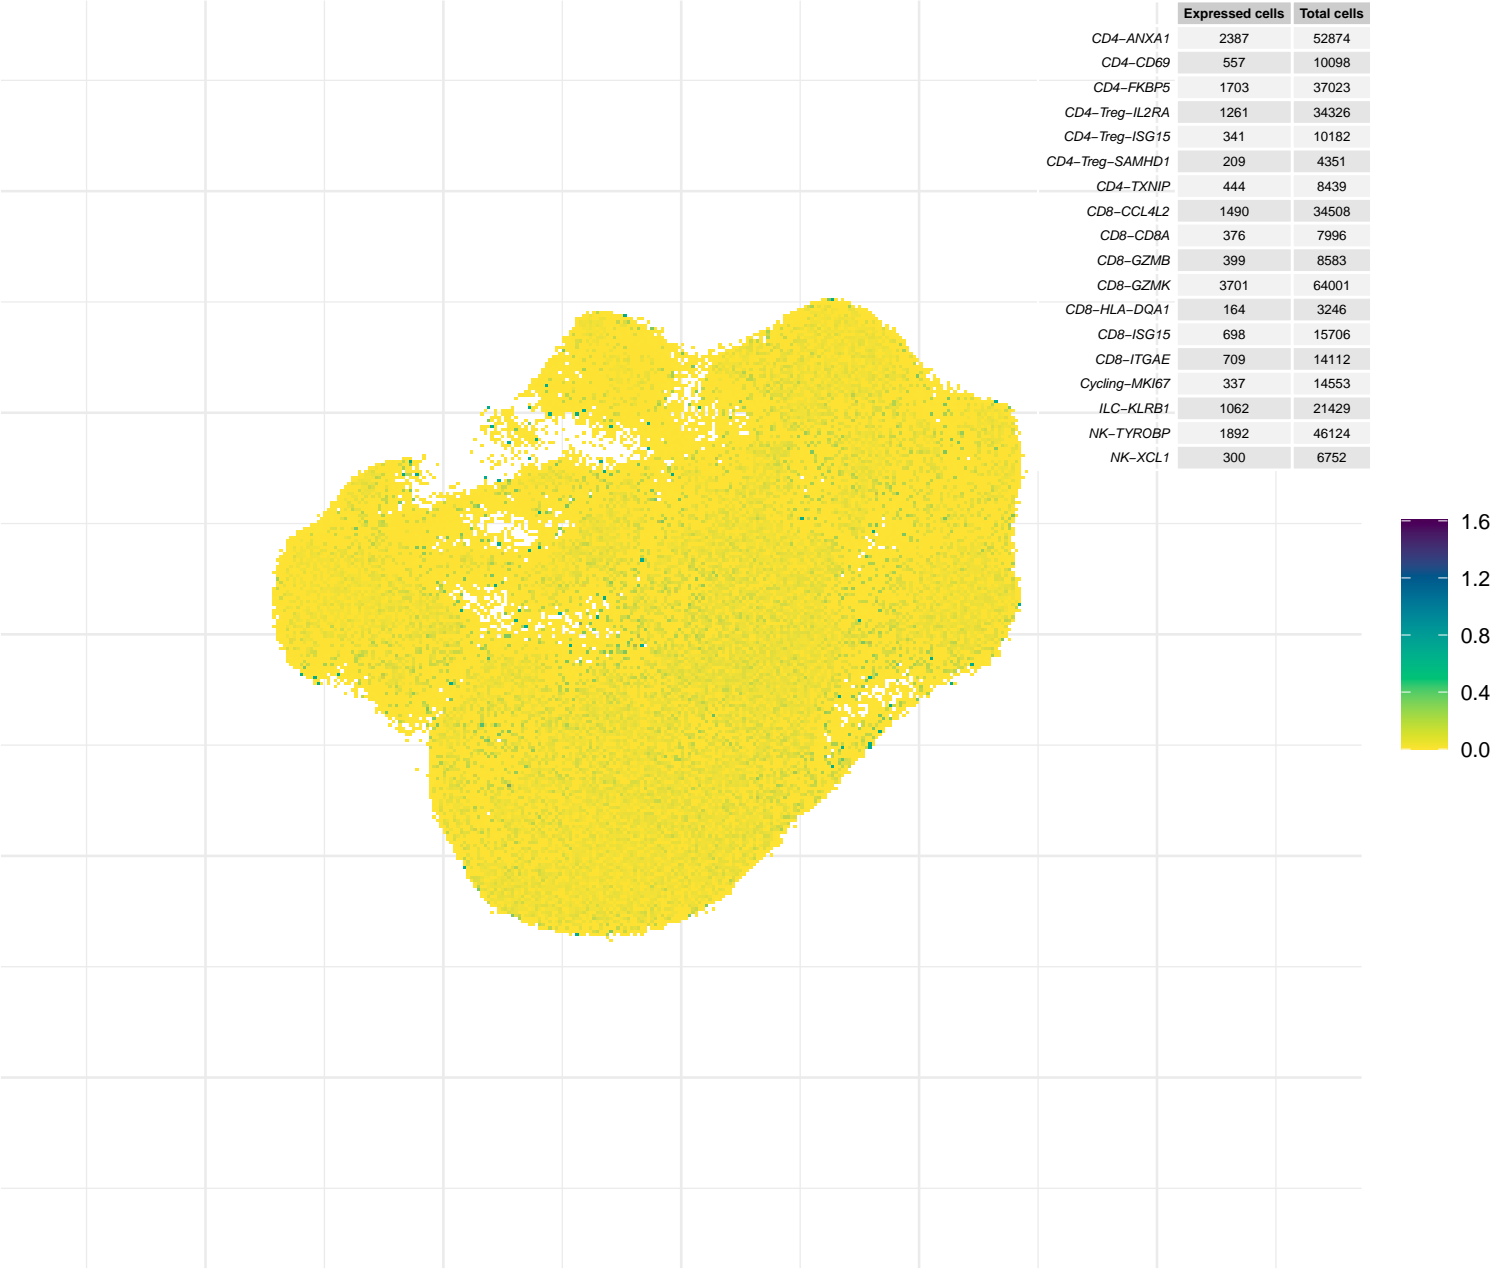 Expressed cells Total cells
CD4−ANXA1 2387 52874
CD4−CD69 557 10098
CD4−FKBP5 1703 37023
CD4−Treg−IL2RA 1261 34326
CD4−Treg−ISG15 341 10182
CD4−Treg−SAMHD1 209 4351
CD4−TXNIP 444 8439
CD8−CCL4L2 1490 34508
CD8−CD8A 376 7996
CD8−GZMB 399 8583
CD8−GZMK 3701 64001
CD8−HLA−DQA1 164 3246
CD8−ISG15 698 15706
CD8−ITGAE 709 14112
Cycling−MKI67 337 14553
ILC−KLRB1 1062 21429
NK−TYROBP 1892 46124
NK−XCL1 300 6752
1.6
1.2
0.8
0.4
0.0